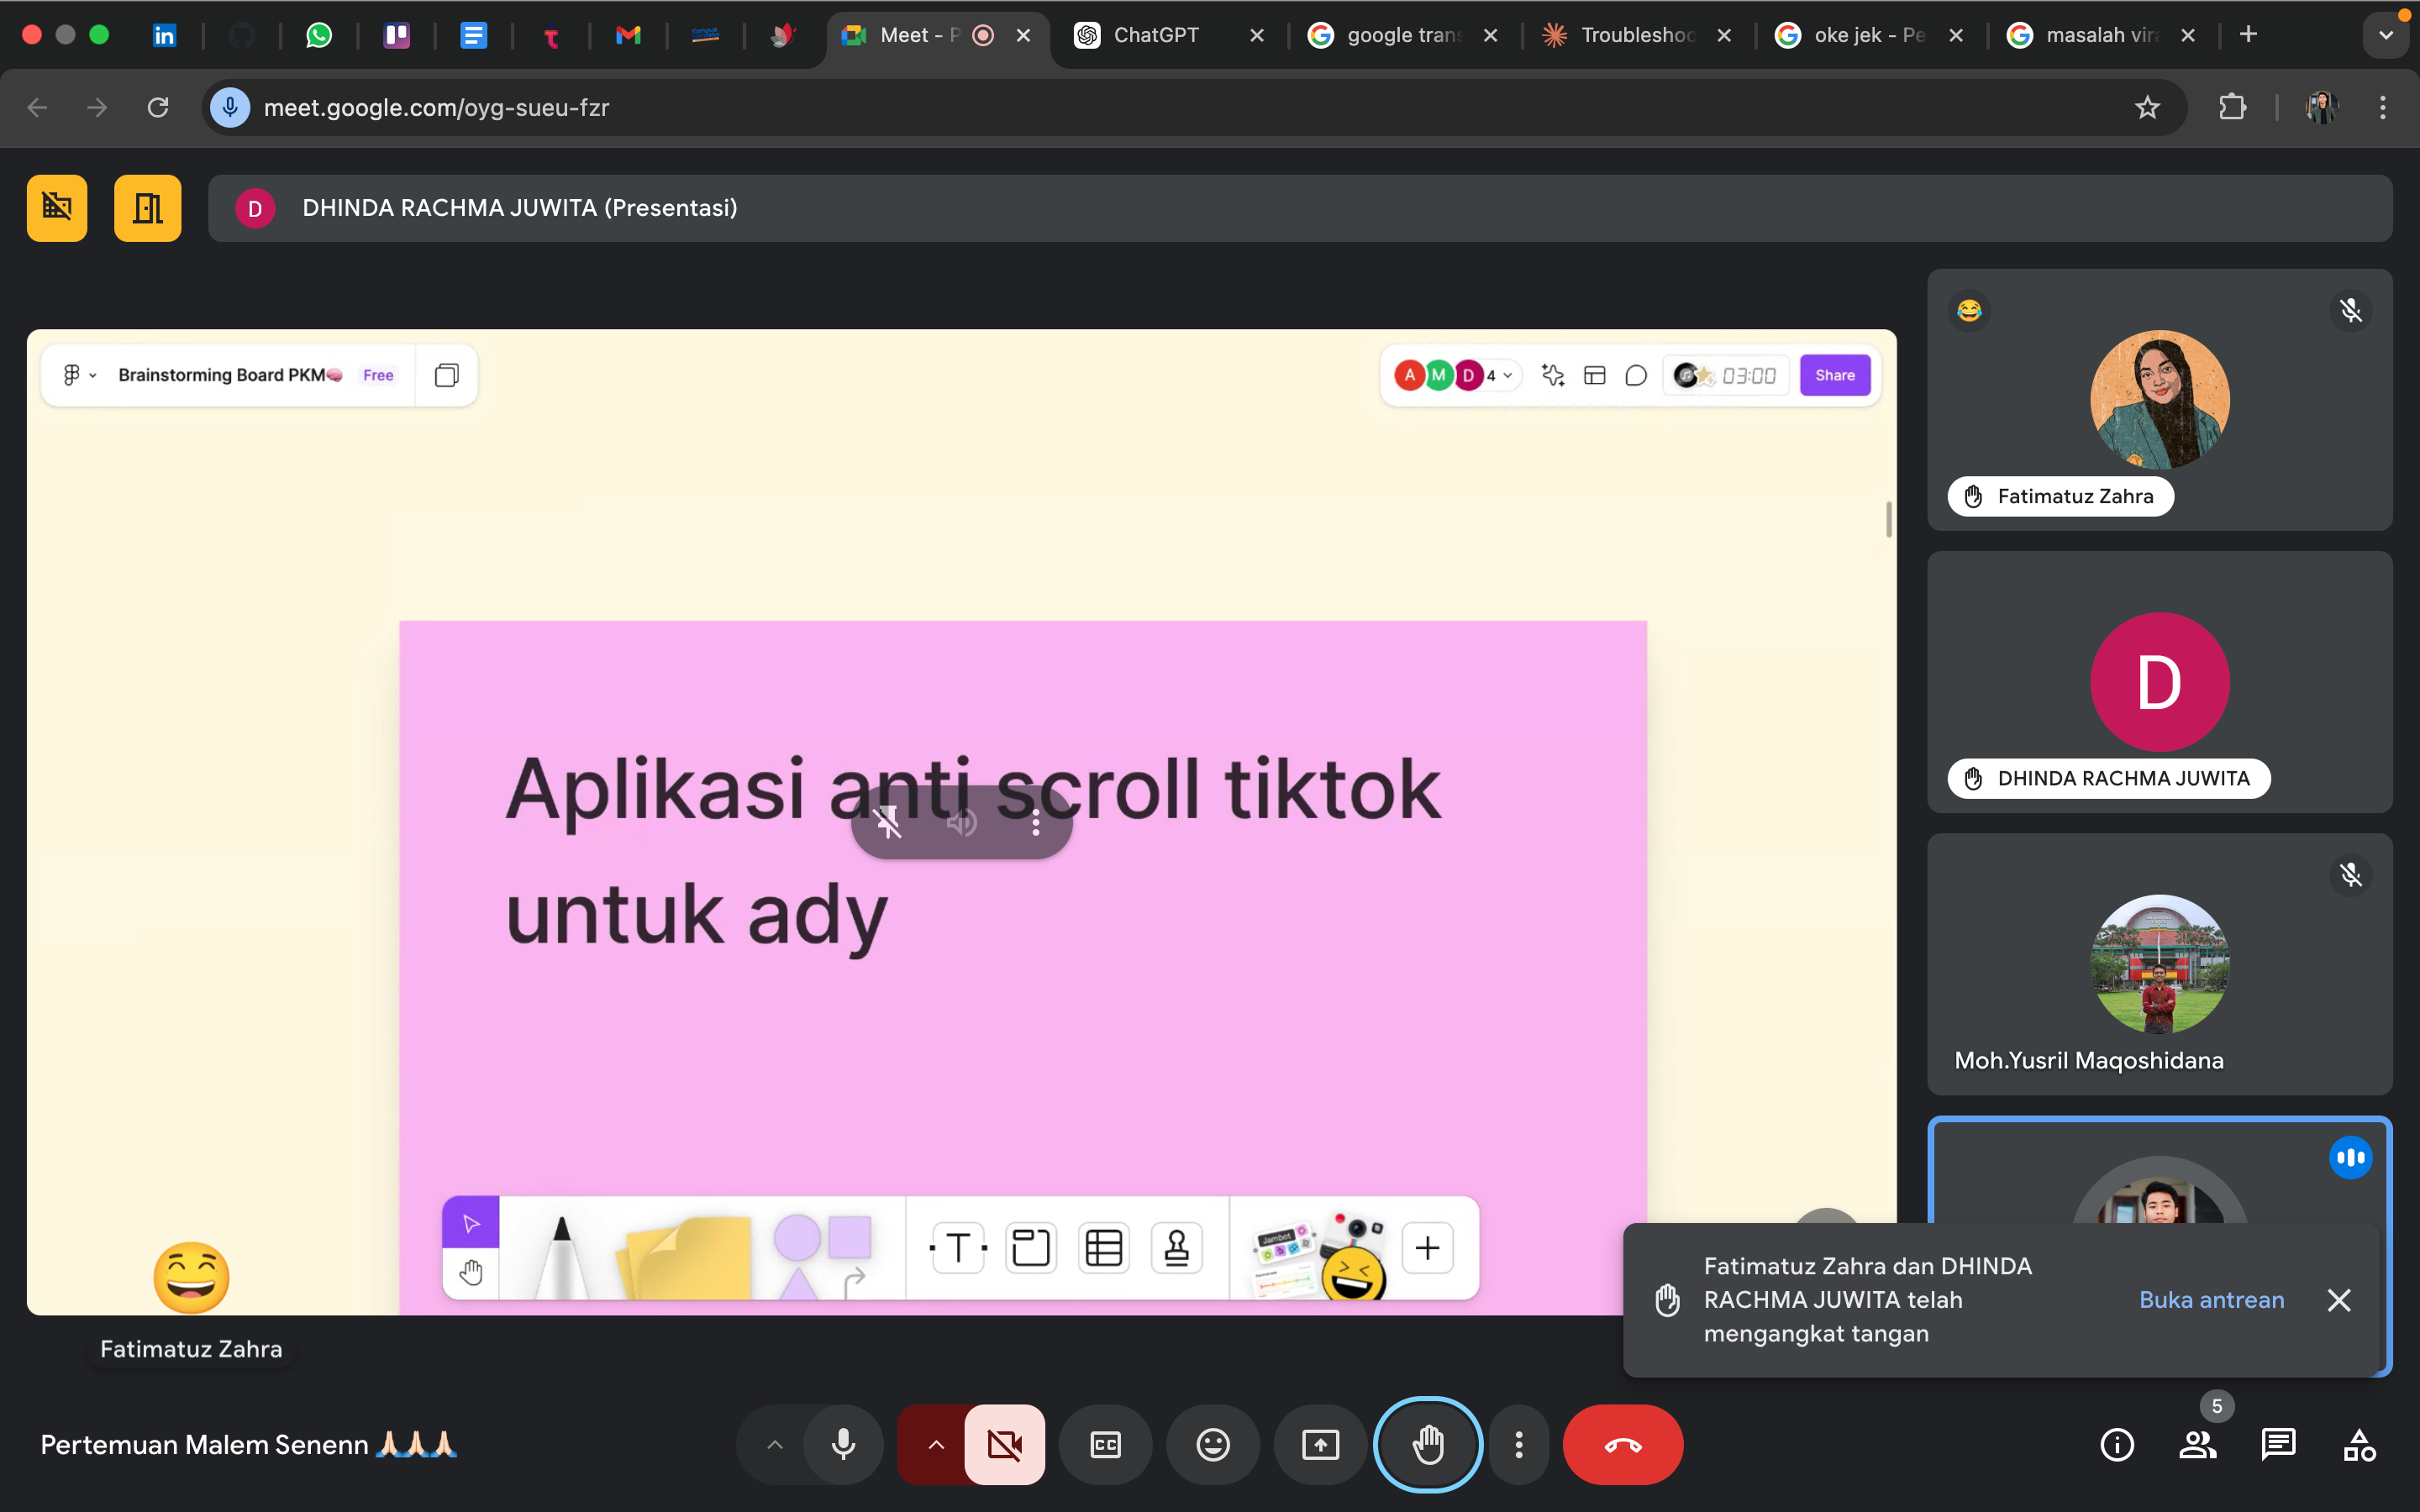 Meet - P
ChatGPT
google trans
Troubleshoo
oke jek - Pe
masalah vir
meet.google.com/oyg-sueu-fzr
D
DHINDA RACHMA JUWITA (Presentasi)
Brainstorming Board PKM🧠
Free
A
M
D
4
03:00
Share
Fatimatuz Zahra
D
DHINDA RACHMA JUWITA
Aplikasi anti scroll tiktok
untuk ady
Moh.Yusril Maqoshidana
T
Jambot
Fatimatuz Zahra dan DHINDA
RACHMA JUWITA telah
mengangkat tangan
Buka antrean
Fatimatuz Zahra
Pertemuan Malem Senenn 🙏🏻🙏🏻🙏🏻
CC
5